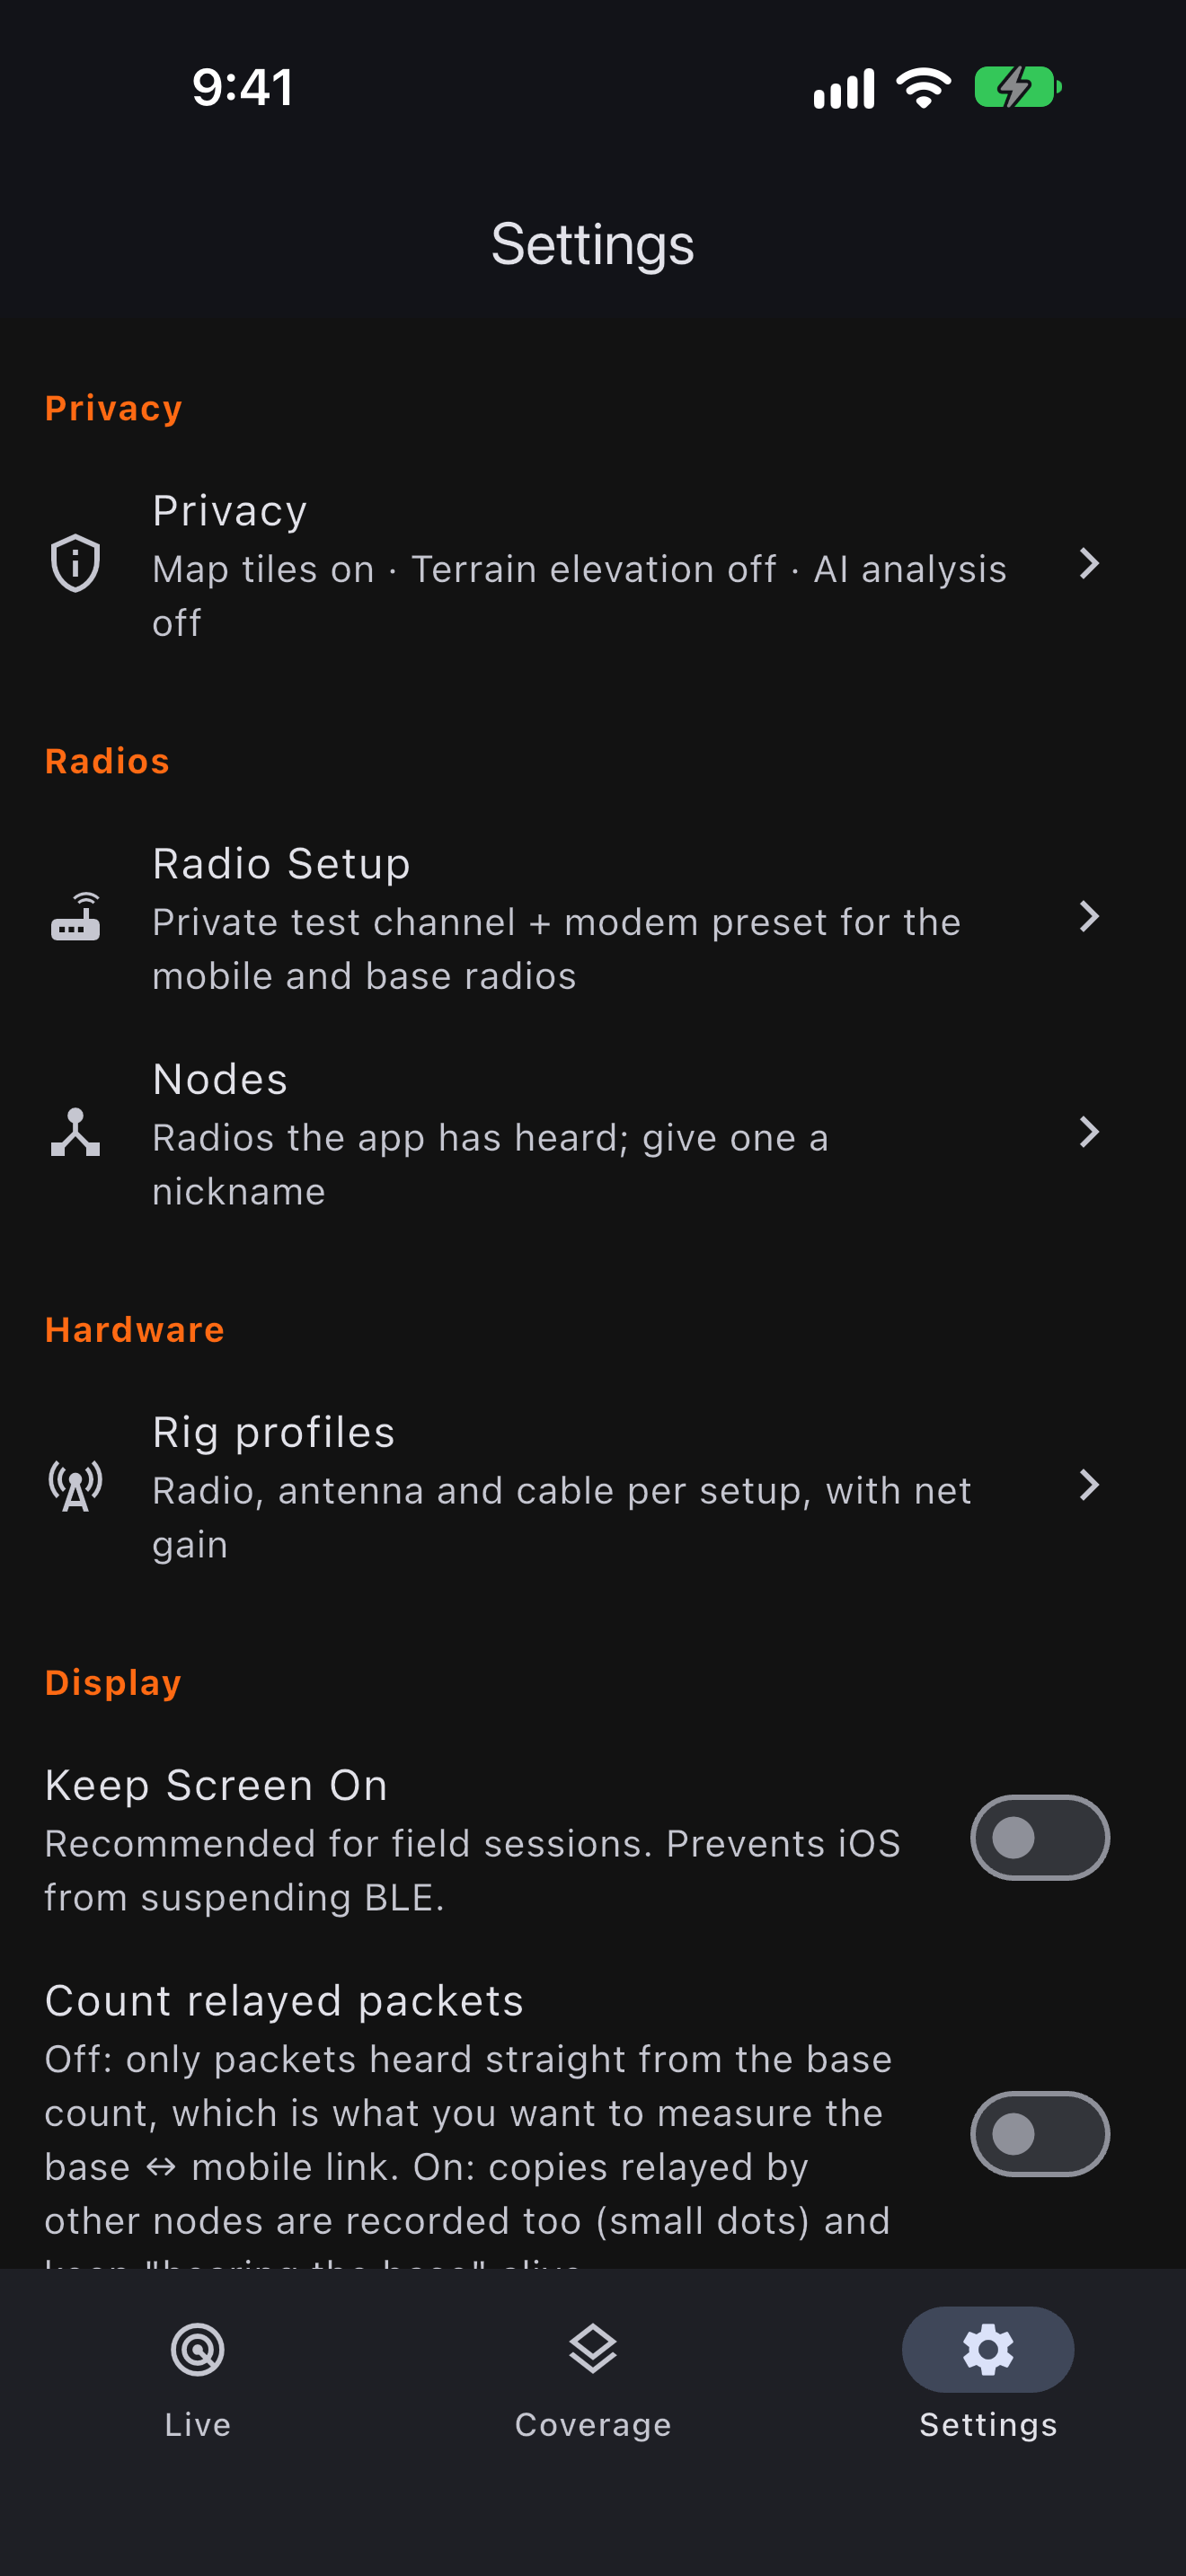 9:41
Settings
Privacy
Privacy
Map tiles on · Terrain elevation off · AI analysis
off
Radios
Radio Setup
Private test channel + modem preset for the
mobile and base radios
Nodes
Radios the app has heard; give one a
nickname
Hardware
Rig profiles
Radio, antenna and cable per setup, with net
gain
Display
Keep Screen On
Recommended for field sessions. Prevents iOS
from suspending BLE.
Count relayed packets
Off: only packets heard straight from the base
count, which is what you want to measure the
base ↔ mobile link. On: copies relayed by
other nodes are recorded too (small dots) and
keep "hearing the base" alive
Live
Coverage
Settings